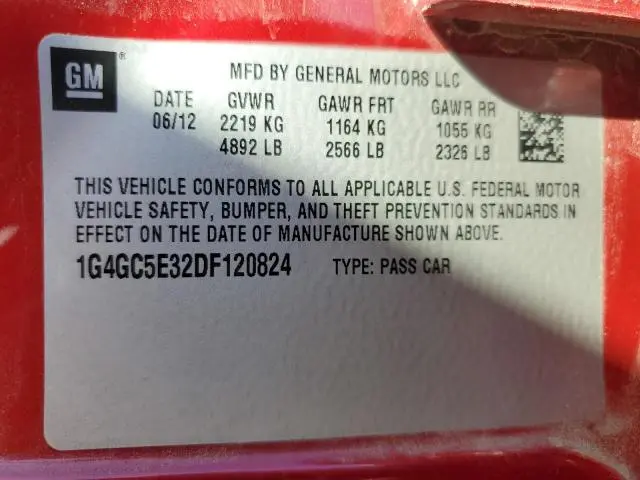 GM ®
MFD BY GENERAL MOTORS LLC
DATE GVWR GAWR FRT GAWR RR
06/12 2219 KG 1164 KG 1055 KG
4892 LB 2566 LB 2326 LB
THIS VEHICLE CONFORMS TO ALL APPLICABLE U.S. FEDERAL MOTOR
VEHICLE SAFETY, BUMPER, AND THEFT PREVENTION STANDARDS IN
EFFECT ON THE DATE OF MANUFACTURE SHOWN ABOVE.
1G4GC5E32DF120824 TYPE: PASS CAR